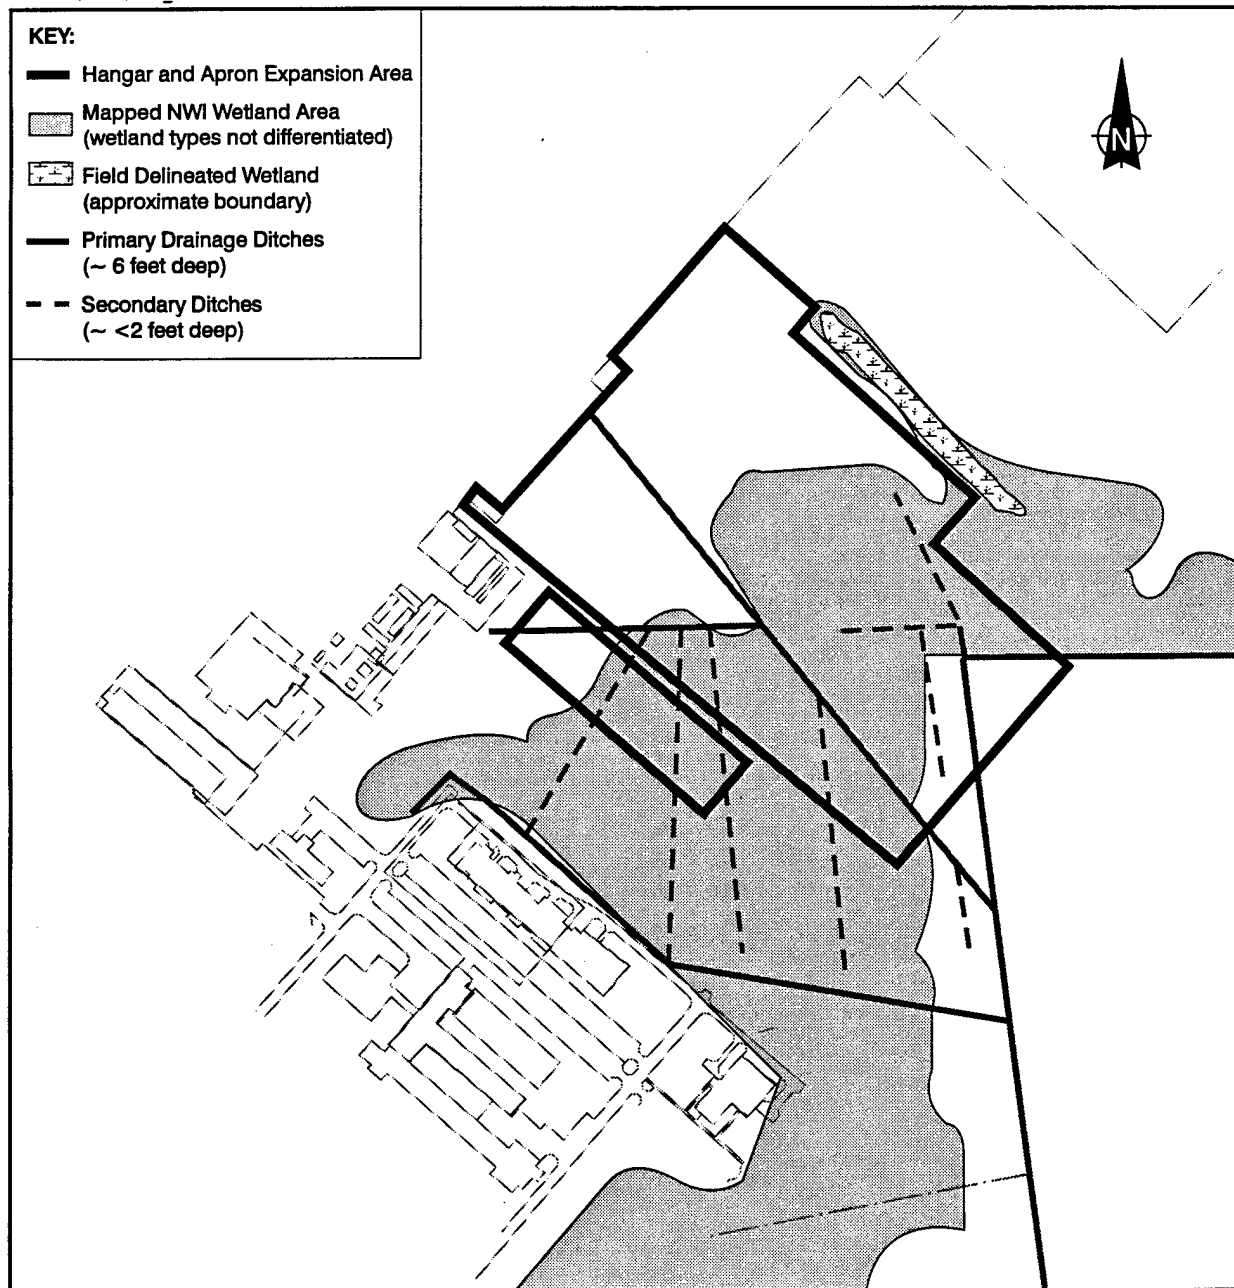 KEY:
Hangar and Apron Expansion Area
Mapped NWI Wetland Area
(wetland types not differentiated)
Field Delineated Wetland
(approximate boundary)
Primary Drainage Ditches
(~ 6 feet deep)
Secondary Ditches
(~ <2 feet deep)
N